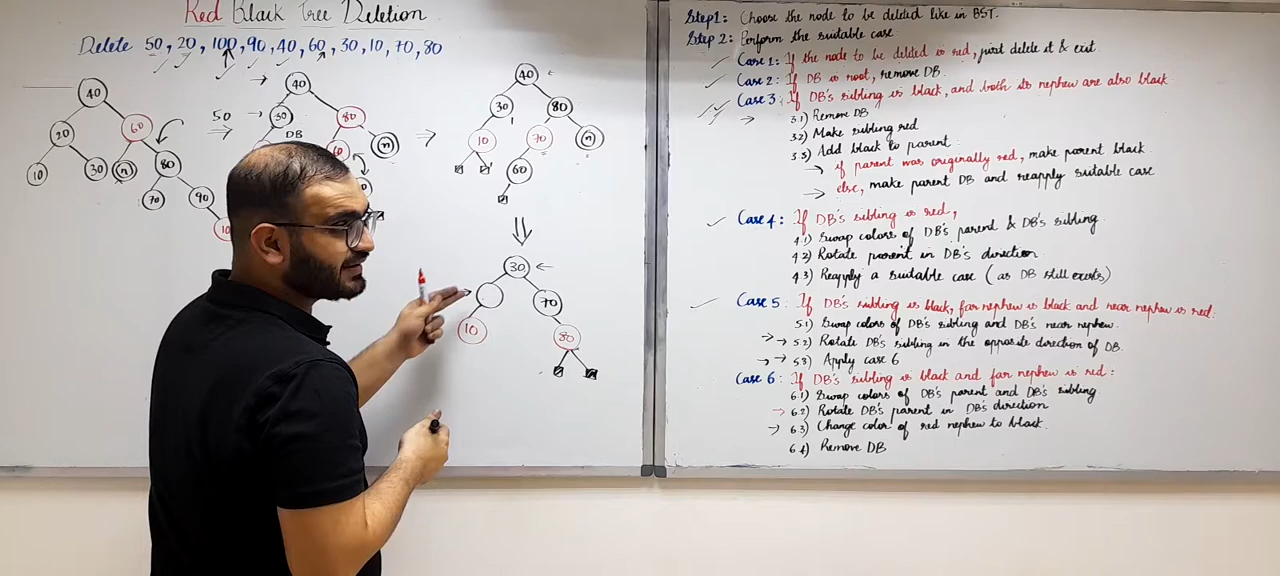 Red Black Tree Deletion
Delete 50, 20, 100, 90, 40, 60, 30, 10, 70, 80
40
20
60
10
30
n
80
70
90
50
40
30
80
DB
60
n
40
30
80
10
70
n
60
30
70
10
80
Step1: Choose the node to be deleted like in BST.
Step 2: Perform the suitable case.
Case 1: If the node to be deleted is red, just delete it & exit.
Case 2: If DB is root, remove DB.
Case 3: If DB's sibling is black, and both its nephew are also black
3.1) Remove DB
3.2) Make sibling red
3.3) Add black to parent.
→ if parent was originally red, make parent black.
→ else, make parent DB and reapply suitable case
Case 4: If DB's sibling is red,
4.1) Swap colors of DB's parent & DB's sibling.
4.2) Rotate parent in DB's direction.
4.3) Reapply a suitable case (as DB still exists)
Case 5: If DB's sibling is black, far nephew is black and near nephew is red:
5.1) Swap colors of DB's sibling and DB's near nephew.
5.2) Rotate DB's sibling in the opposite direction of DB.
5.3) Apply case 6
Case 6: If DB's sibling is black and far nephew is red:
6.1) Swap colors of DB's parent and DB's sibling
6.2) Rotate DB's parent in DB's direction
6.3) Change color of red nephew to black.
6.4) Remove DB